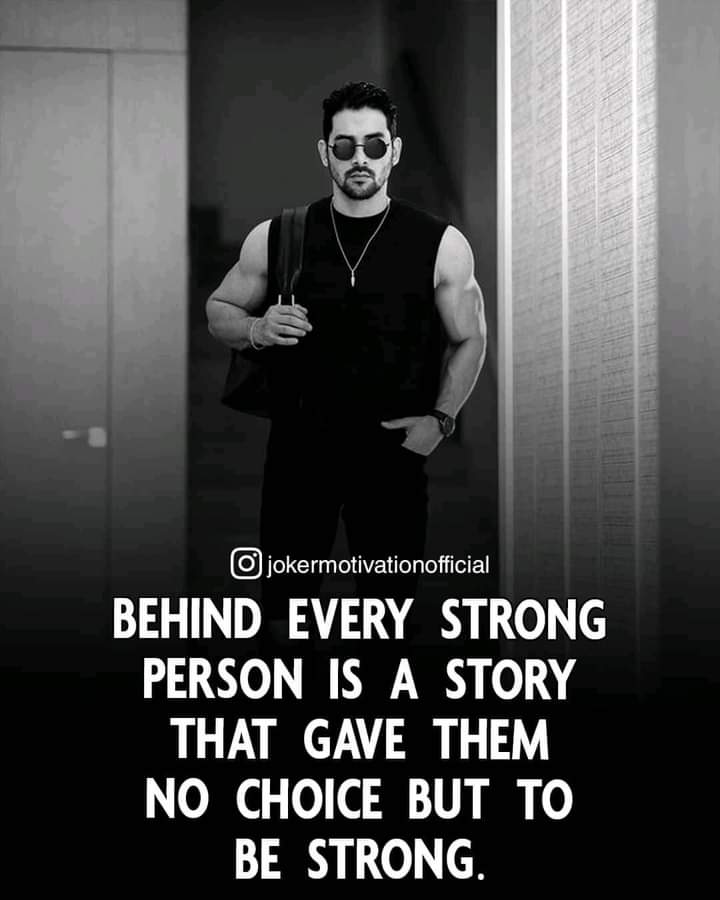 jokermotivationofficial
BEHIND EVERY STRONG
PERSON IS A STORY
THAT GAVE THEM
NO CHOICE BUT TO
BE STRONG.